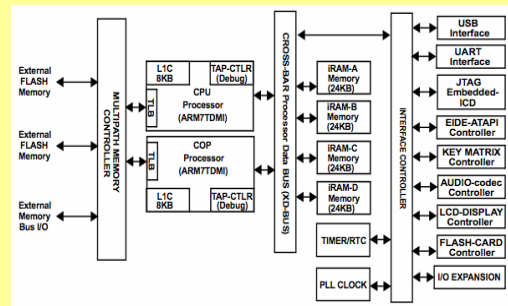 External
FLASH
Memory
External
FLASH
Memory
External
Memory
Bus I/O
MULTIPATH MEMORY
CONTROLLER
L1C
8KB
TAP-CTLR
(Debug)
TLB
CPU
Processor
(ARM7TDMI)
TLB
COP
Processor
(ARM7TDMI)
L1C
8KB
TAP-CTLR
(Debug)
CROSS-BAR Processor
Data BUS (XD-BUS)
iRAM-A
Memory
(24KB)
iRAM-B
Memory
(24KB)
iRAM-C
Memory
(24KB)
iRAM-D
Memory
(24KB)
TIMER/RTC
PLL CLOCK
INTERFACE CONTROLLER
USB
Interface
UART
Interface
JTAG
Embedded-
ICD
EIDE-ATAPI
Controller
KEY MATRIX
Controller
AUDIO-codec
Controller
LCD-DISPLAY
Controller
FLASH-CARD
Controller
I/O EXPANSION